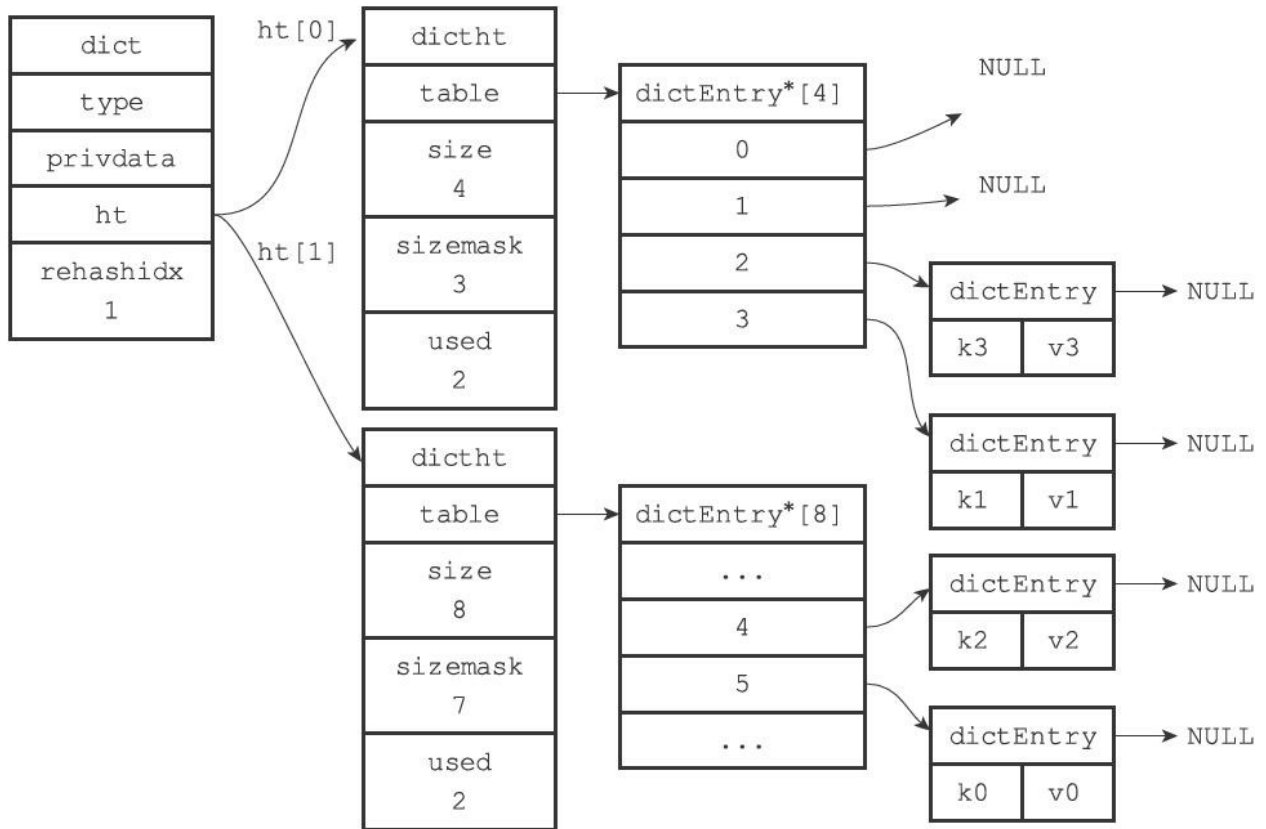 dict
type
privdata
ht
rehashidx
1
ht[0]
ht[1]
dictht
table
size
4
sizemask
3
used
2
dictEntry*[4]
0
1
2
3
NULL
NULL
dictEntry
k3 v3
NULL
dictEntry
k1 v1
NULL
dictht
table
size
8
sizemask
7
used
2
dictEntry*[8]
...
4
5
...
dictEntry
k2 v2
NULL
dictEntry
k0 v0
NULL